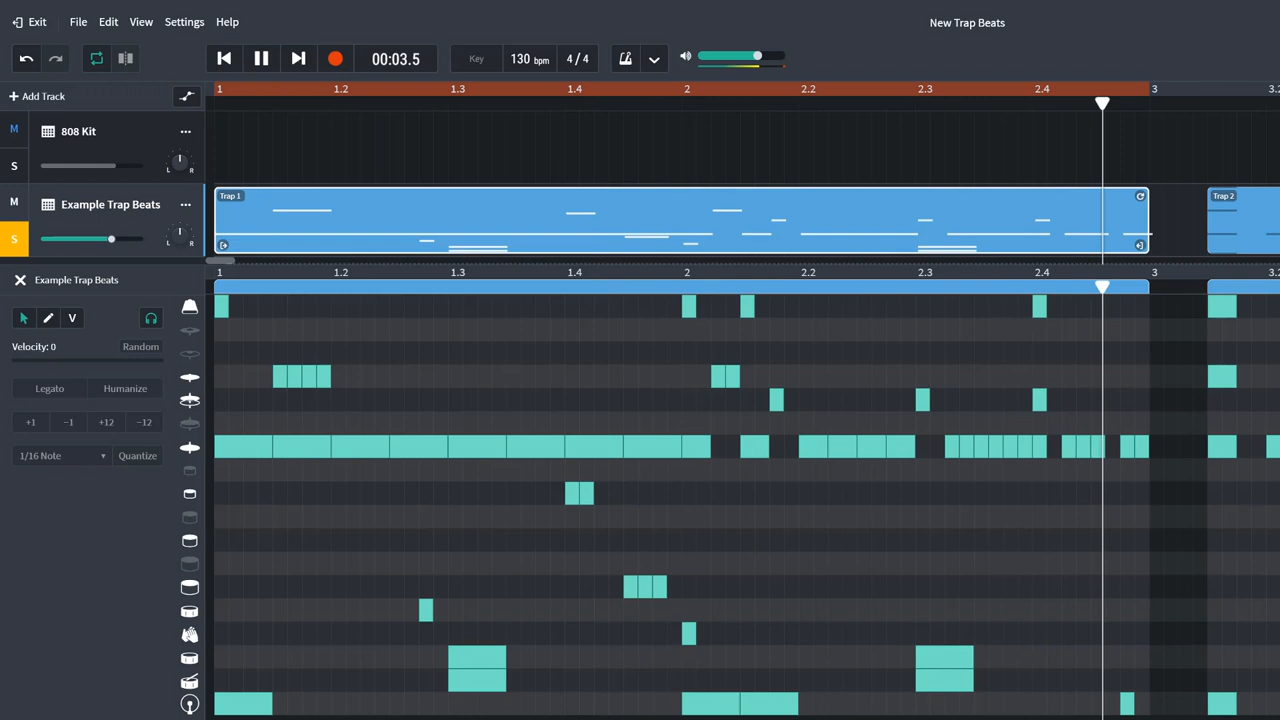 Exit File Edit View Settings Help New Trap Beats
00:03.5 Key 130 bpm 4 / 4
+ Add Track 1 1.2 1.3 1.4 2 2.2 2.3 2.4 3 3.2
M 808 Kit ...
S L R
M Example Trap Beats ... Trap 1 Trap 2
S L R
1 1.2 1.3 1.4 2 2.2 2.3 2.4 3 3.2
Example Trap Beats
V
Velocity: 0 Random
Legato Humanize
+1 −1 +12 −12
1/16 Note Quantize